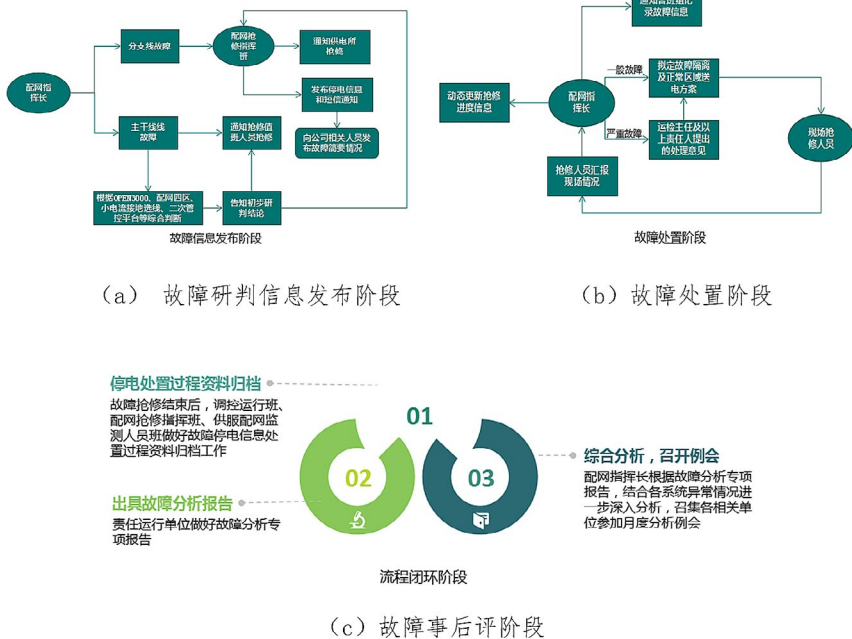 配网指
挥长
分支线故障
配网抢
修指挥
班
通知供电所
抢修
发布停电信息
和短信通知
向公司相关人员发
布故障简要情况
主干线线
故障
通知抢修值
班人员抢修
根据OPEN3000、配网四区、
小电流接地选线、二次管
控平台等综合判断
告知初步研
判结论
故障信息发布阶段
(a) 故障研判信息发布阶段
录故障信息
动态更新抢修
进度信息
配网指
挥长
一般故障
拟定故障隔离
及正常区域送
电方案
严重故障
运检主任及以
上责任人提出
的处理意见
现场抢
修人员
抢修人员汇报
现场情况
故障处置阶段
(b)故障处置阶段
停电处置过程资料归档
故障抢修结束后，调控运行班、
配网抢修指挥班、供服配网监
测人员班做好故障停电信息处
置过程资料归档工作
01
02
03
出具故障分析报告
责任运行单位做好故障分析专
项报告
综合分析，召开例会
配网指挥长根据故障分析专项
报告，结合各系统异常情况进
一步深入分析，召集各相关单
位参加月度分析例会
流程闭环阶段
(c)故障事后评阶段